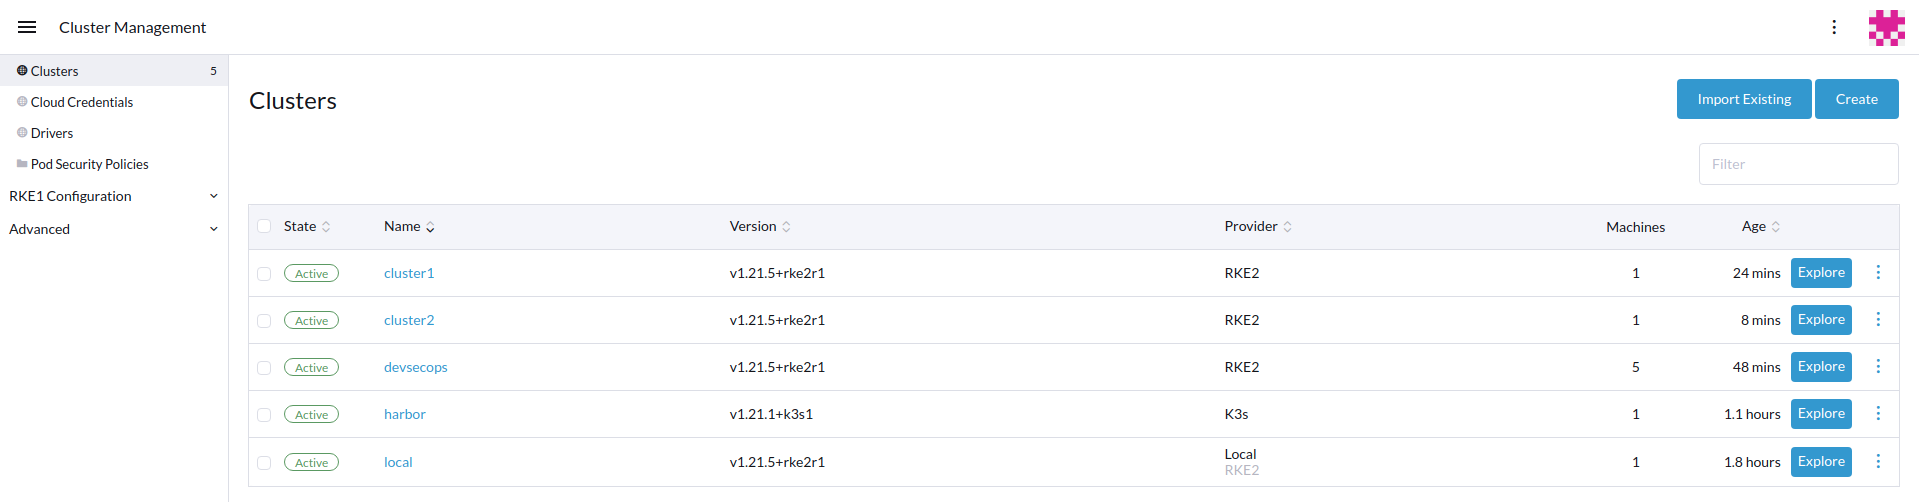 Cluster Management
Clusters 5
Cloud Credentials
Drivers
Pod Security Policies
RKE1 Configuration
Advanced
Clusters
Import Existing Create
Filter
State Name Version Provider Machines Age
Active cluster1 v1.21.5+rke2r1 RKE2 1 24 mins Explore
Active cluster2 v1.21.5+rke2r1 RKE2 1 8 mins Explore
Active devsecops v1.21.5+rke2r1 RKE2 5 48 mins Explore
Active harbor v1.21.1+k3s1 K3s 1 1.1 hours Explore
Active local v1.21.5+rke2r1 Local 1 1.8 hours Explore
RKE2